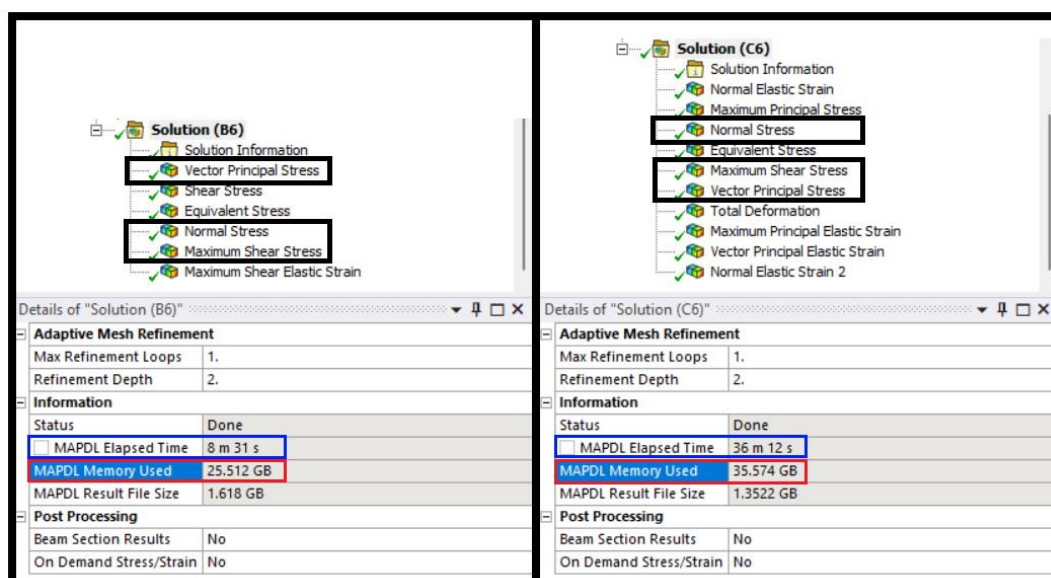 Solution (B6)
Solution Information
Vector Principal Stress
Shear Stress
Equivalent Stress
Normal Stress
Maximum Shear Stress
Maximum Shear Elastic Strain
Details of "Solution (B6)"
Adaptive Mesh Refinement
Max Refinement Loops 1.
Refinement Depth 2.
Information
Status Done
MAPDL Elapsed Time 8 m 31 s
MAPDL Memory Used 25.512 GB
MAPDL Result File Size 1.618 GB
Post Processing
Beam Section Results No
On Demand Stress/Strain No
Solution (C6)
Solution Information
Normal Elastic Strain
Maximum Principal Stress
Normal Stress
Equivalent Stress
Maximum Shear Stress
Vector Principal Stress
Total Deformation
Maximum Principal Elastic Strain
Vector Principal Elastic Strain
Normal Elastic Strain 2
Details of "Solution (C6)"
Adaptive Mesh Refinement
Max Refinement Loops 1.
Refinement Depth 2.
Information
Status Done
MAPDL Elapsed Time 36 m 12 s
MAPDL Memory Used 35.574 GB
MAPDL Result File Size 1.3522 GB
Post Processing
Beam Section Results No
On Demand Stress/Strain No